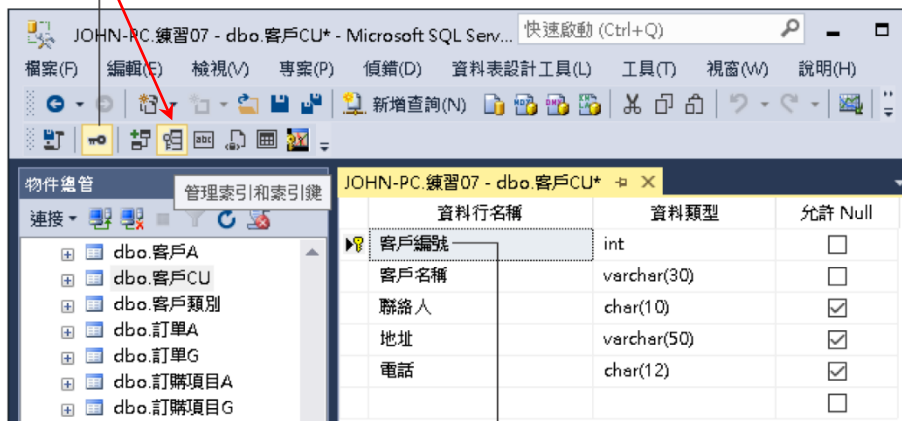 JOHN-PC.練習07 - dbo.客戶CU* - Microsoft SQL Serv... 快速啟動 (Ctrl+Q)
檔案(F) 編輯(E) 檢視(V) 專案(P) 偵錯(D) 資料表設計工具(L) 工具(T) 視窗(W) 說明(H)
新增查詢(N) MDX DMX
abc
物件總管
管理索引和索引鍵
連接
dbo.客戶A
dbo.客戶CU
dbo.客戶類別
dbo.訂單A
dbo.訂單G
dbo.訂購項目A
dbo.訂購項目G
JOHN-PC.練習07 - dbo.客戶CU*
資料行名稱 資料類型 允許 Null
客戶編號 int
客戶名稱 varchar(30)
聯絡人 char(10)
地址 varchar(50)
電話 char(12)